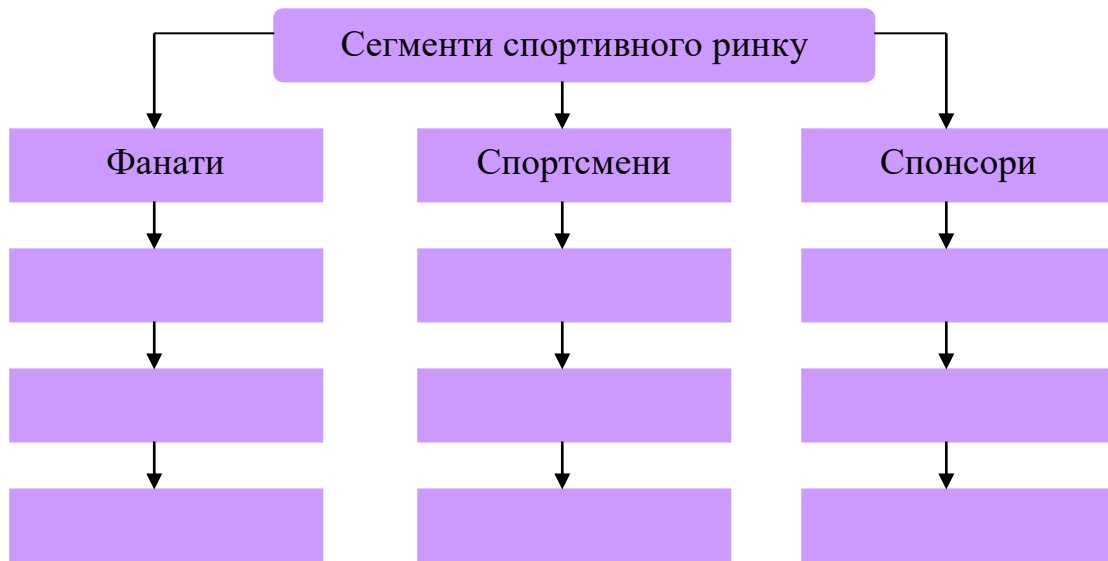 Сегменти спортивного ринку
Фанати
Спортсмени
Спонсори